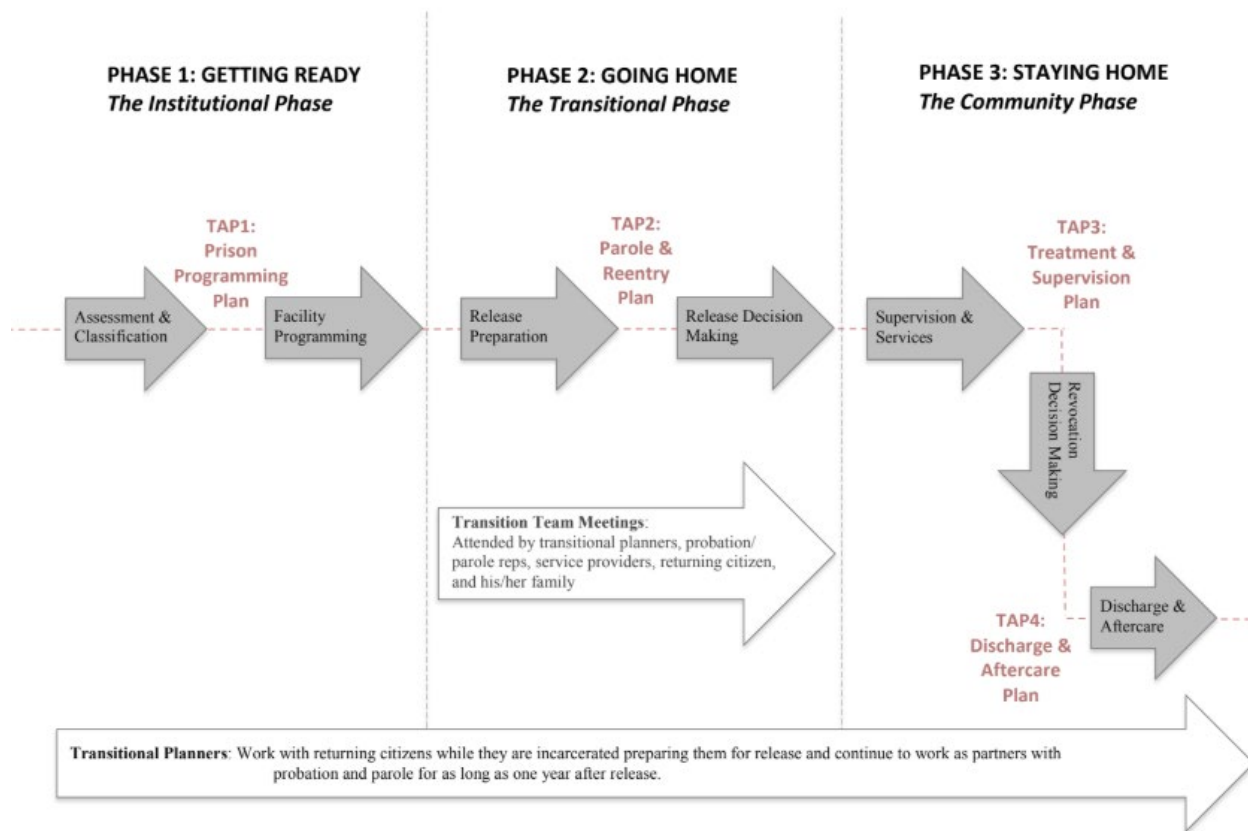 PHASE 1: GETTING READY
The Institutional Phase
PHASE 2: GOING HOME
The Transitional Phase
PHASE 3: STAYING HOME
The Community Phase
TAP1:
Prison
Programming
Plan
TAP2:
Parole &
Reentry
Plan
TAP3:
Treatment &
Supervision
Plan
Assessment &
Classification
Facility
Programming
Release
Preparation
Release Decision
Making
Supervision &
Services
Revocation
Decision Making
Transition Team Meetings:
Attended by transitional planners, probation/
parole reps, service providers, returning citizen,
and his/her family
TAP4:
Discharge &
Aftercare
Plan
Discharge &
Aftercare
Transitional Planners: Work with returning citizens while they are incarcerated preparing them for release and continue to work as partners with
probation and parole for as long as one year after release.